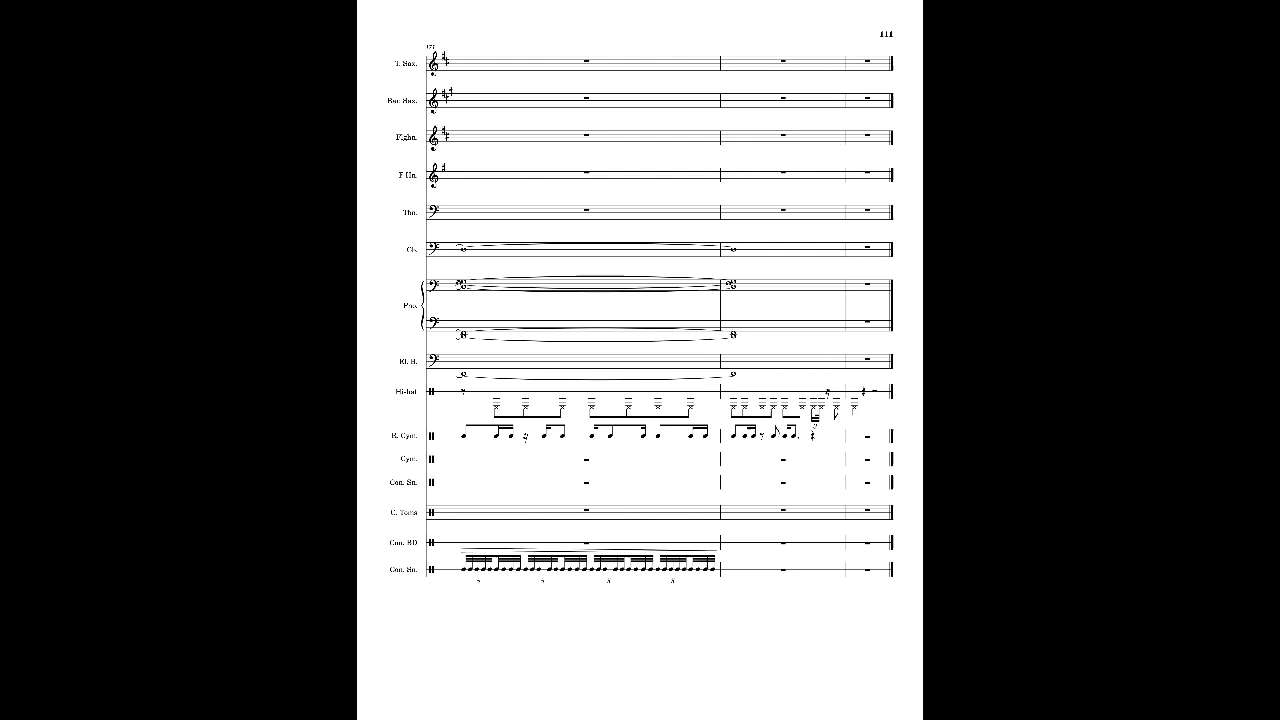 111
T. Sax.
Bar. Sax.
Flghn.
F Hn.
Tbn.
Cb.
Pno.
El. B.
Hi-hat
R. Cym.
Cym.
Con. Sn.
C. Toms
Con. BD
Con. Sn.